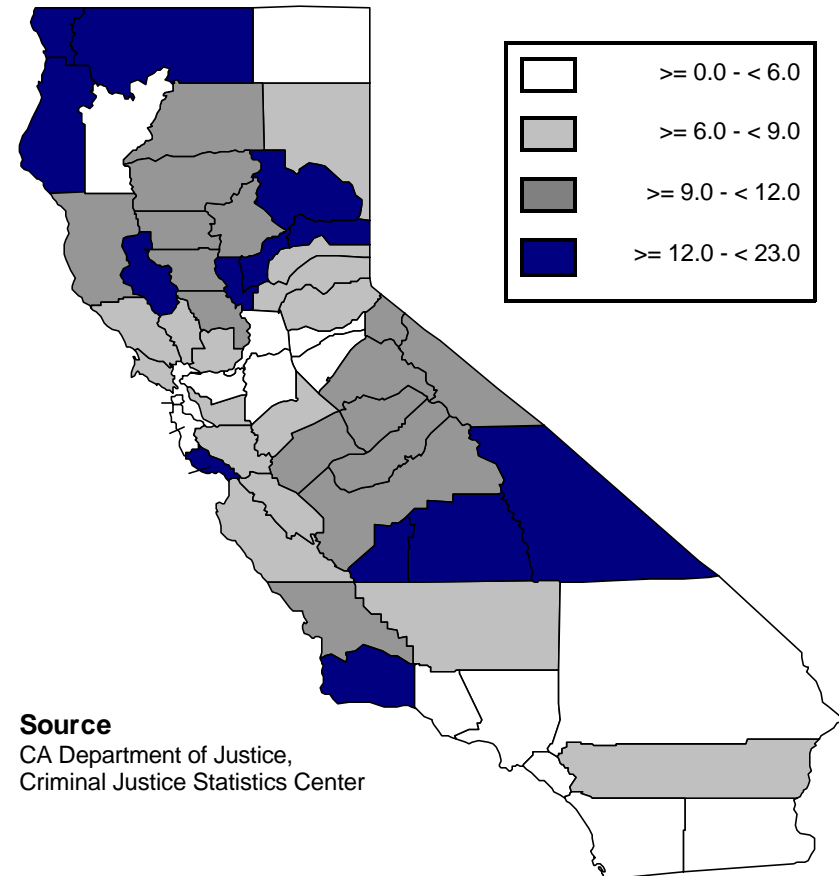 >= 0.0 - < 6.0
>= 6.0 - < 9.0
>= 9.0 - < 12.0
>= 12.0 - < 23.0
Source
CA Department of Justice,
Criminal Justice Statistics Center